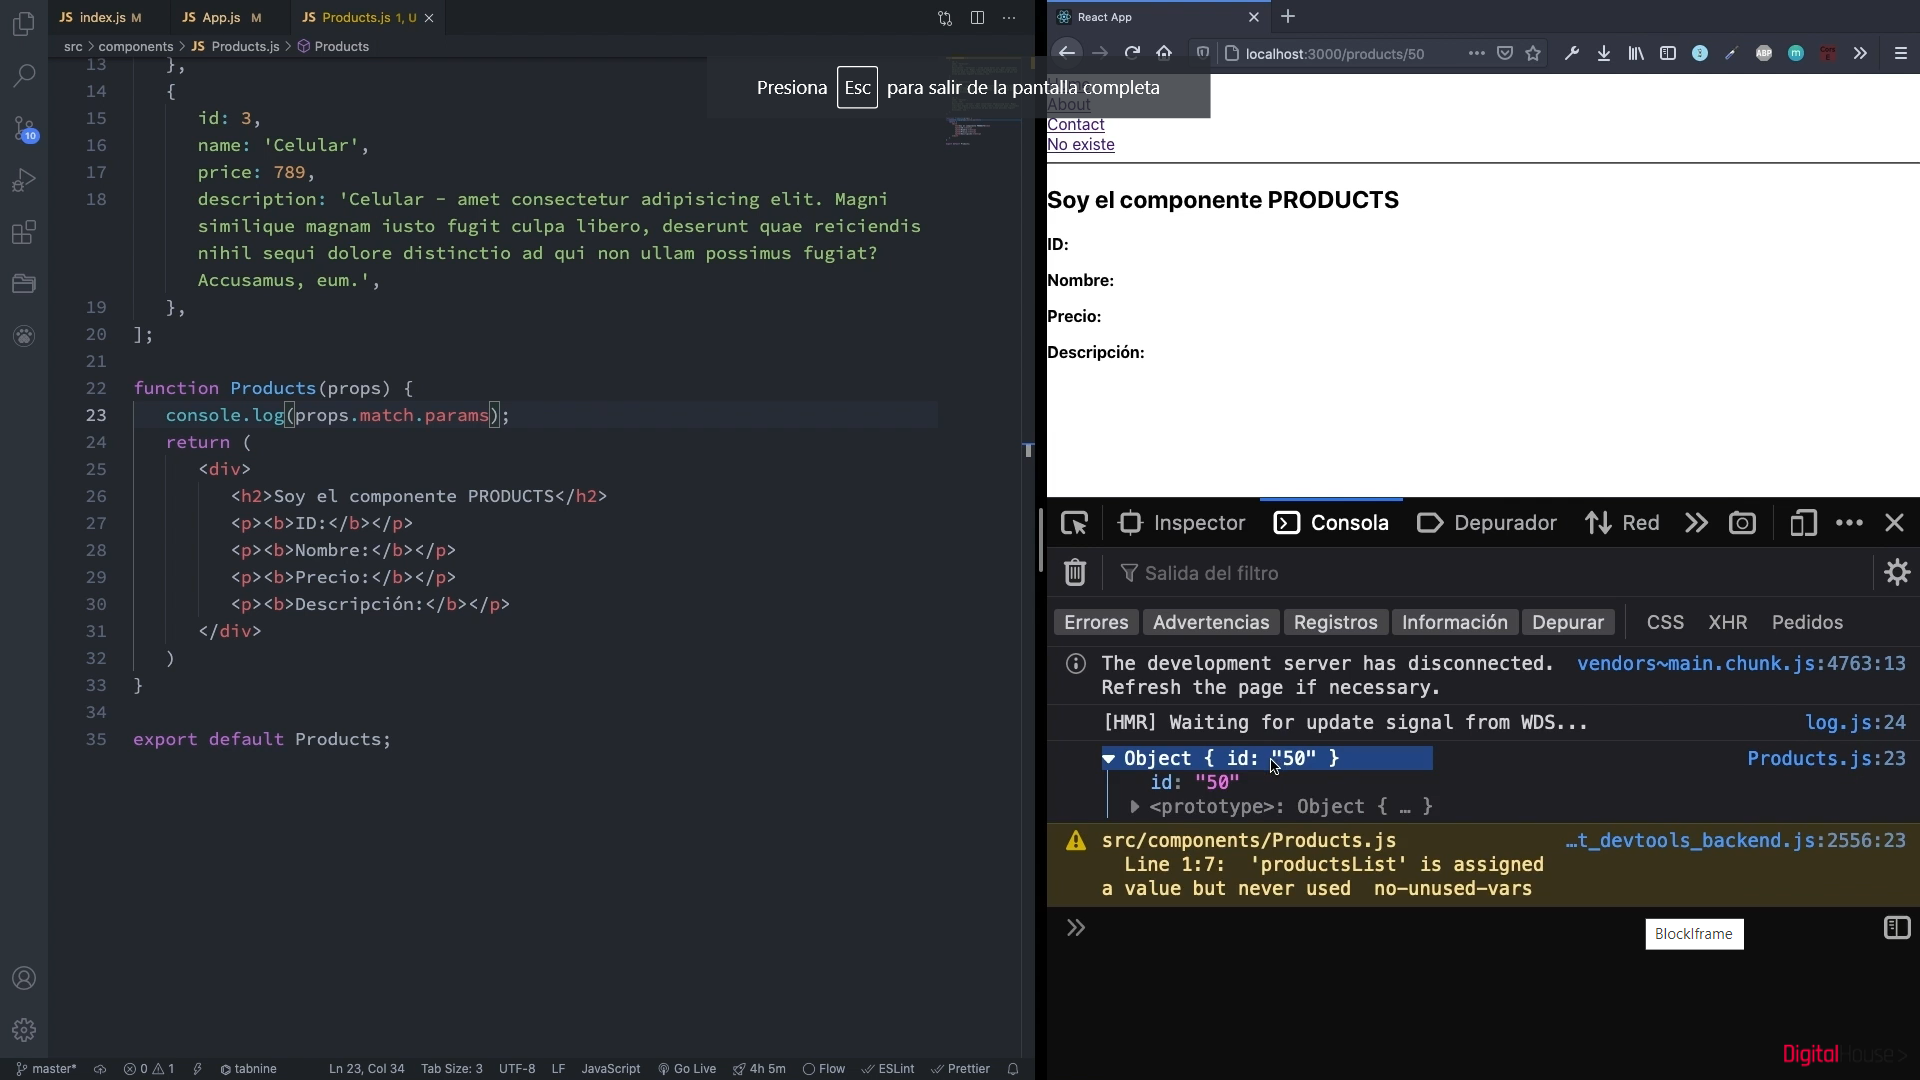 JS index.js M
JS App.js M
JS Products.js 1, U
src > components > JS Products.js > Products
13 },
14 {
15 id: 3,
16 name: 'Celular',
17 price: 789,
18 description: 'Celular - amet consectetur adipisicing elit. Magni
similique magnam iusto fugit culpa libero, deserunt quae reiciendis
nihil sequi dolore distinctio ad qui non ullam possimus fugiat?
Accusamus, eum.',
19 },
20 ];
21
22 function Products(props) {
23 console.log(props.match.params);
24 return (
25 <div>
26 <h2>Soy el componente PRODUCTS</h2>
27 <p><b>ID:</b></p>
28 <p><b>Nombre:</b></p>
29 <p><b>Precio:</b></p>
30 <p><b>Descripción:</b></p>
31 </div>
32 )
33 }
34
35 export default Products;
10
master* 0 1 tabnine Ln 23, Col 34 Tab Size: 3 UTF-8 LF JavaScript Go Live 4h 5m Flow ESLint Prettier
Presiona Esc para salir de la pantalla completa
React App
localhost:3000/products/50
ABP
About
Contact
No existe
Soy el componente PRODUCTS
ID:
Nombre:
Precio:
Descripción:
Inspector Consola Depurador Red
Salida del filtro
Errores Advertencias Registros Información Depurar CSS XHR Pedidos
The development server has disconnected. vendors~main.chunk.js:4763:13
Refresh the page if necessary.
[HMR] Waiting for update signal from WDS... log.js:24
Object { id: "50" } Products.js:23
id: "50"
<prototype>: Object { … }
src/components/Products.js …t_devtools_backend.js:2556:23
Line 1:7: 'productsList' is assigned
a value but never used no-unused-vars
BlockIframe
DigitalHouse>